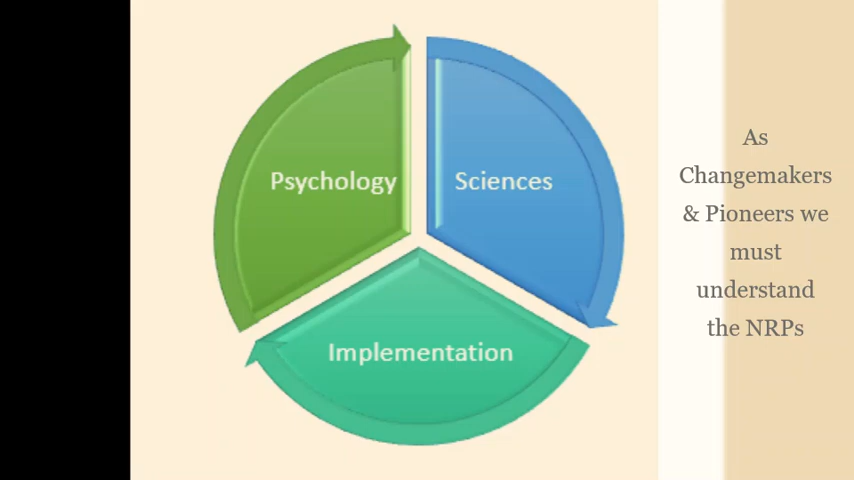 Psychology
Sciences
Implementation
As
Changemakers
& Pioneers we
must
understand
the NRPs